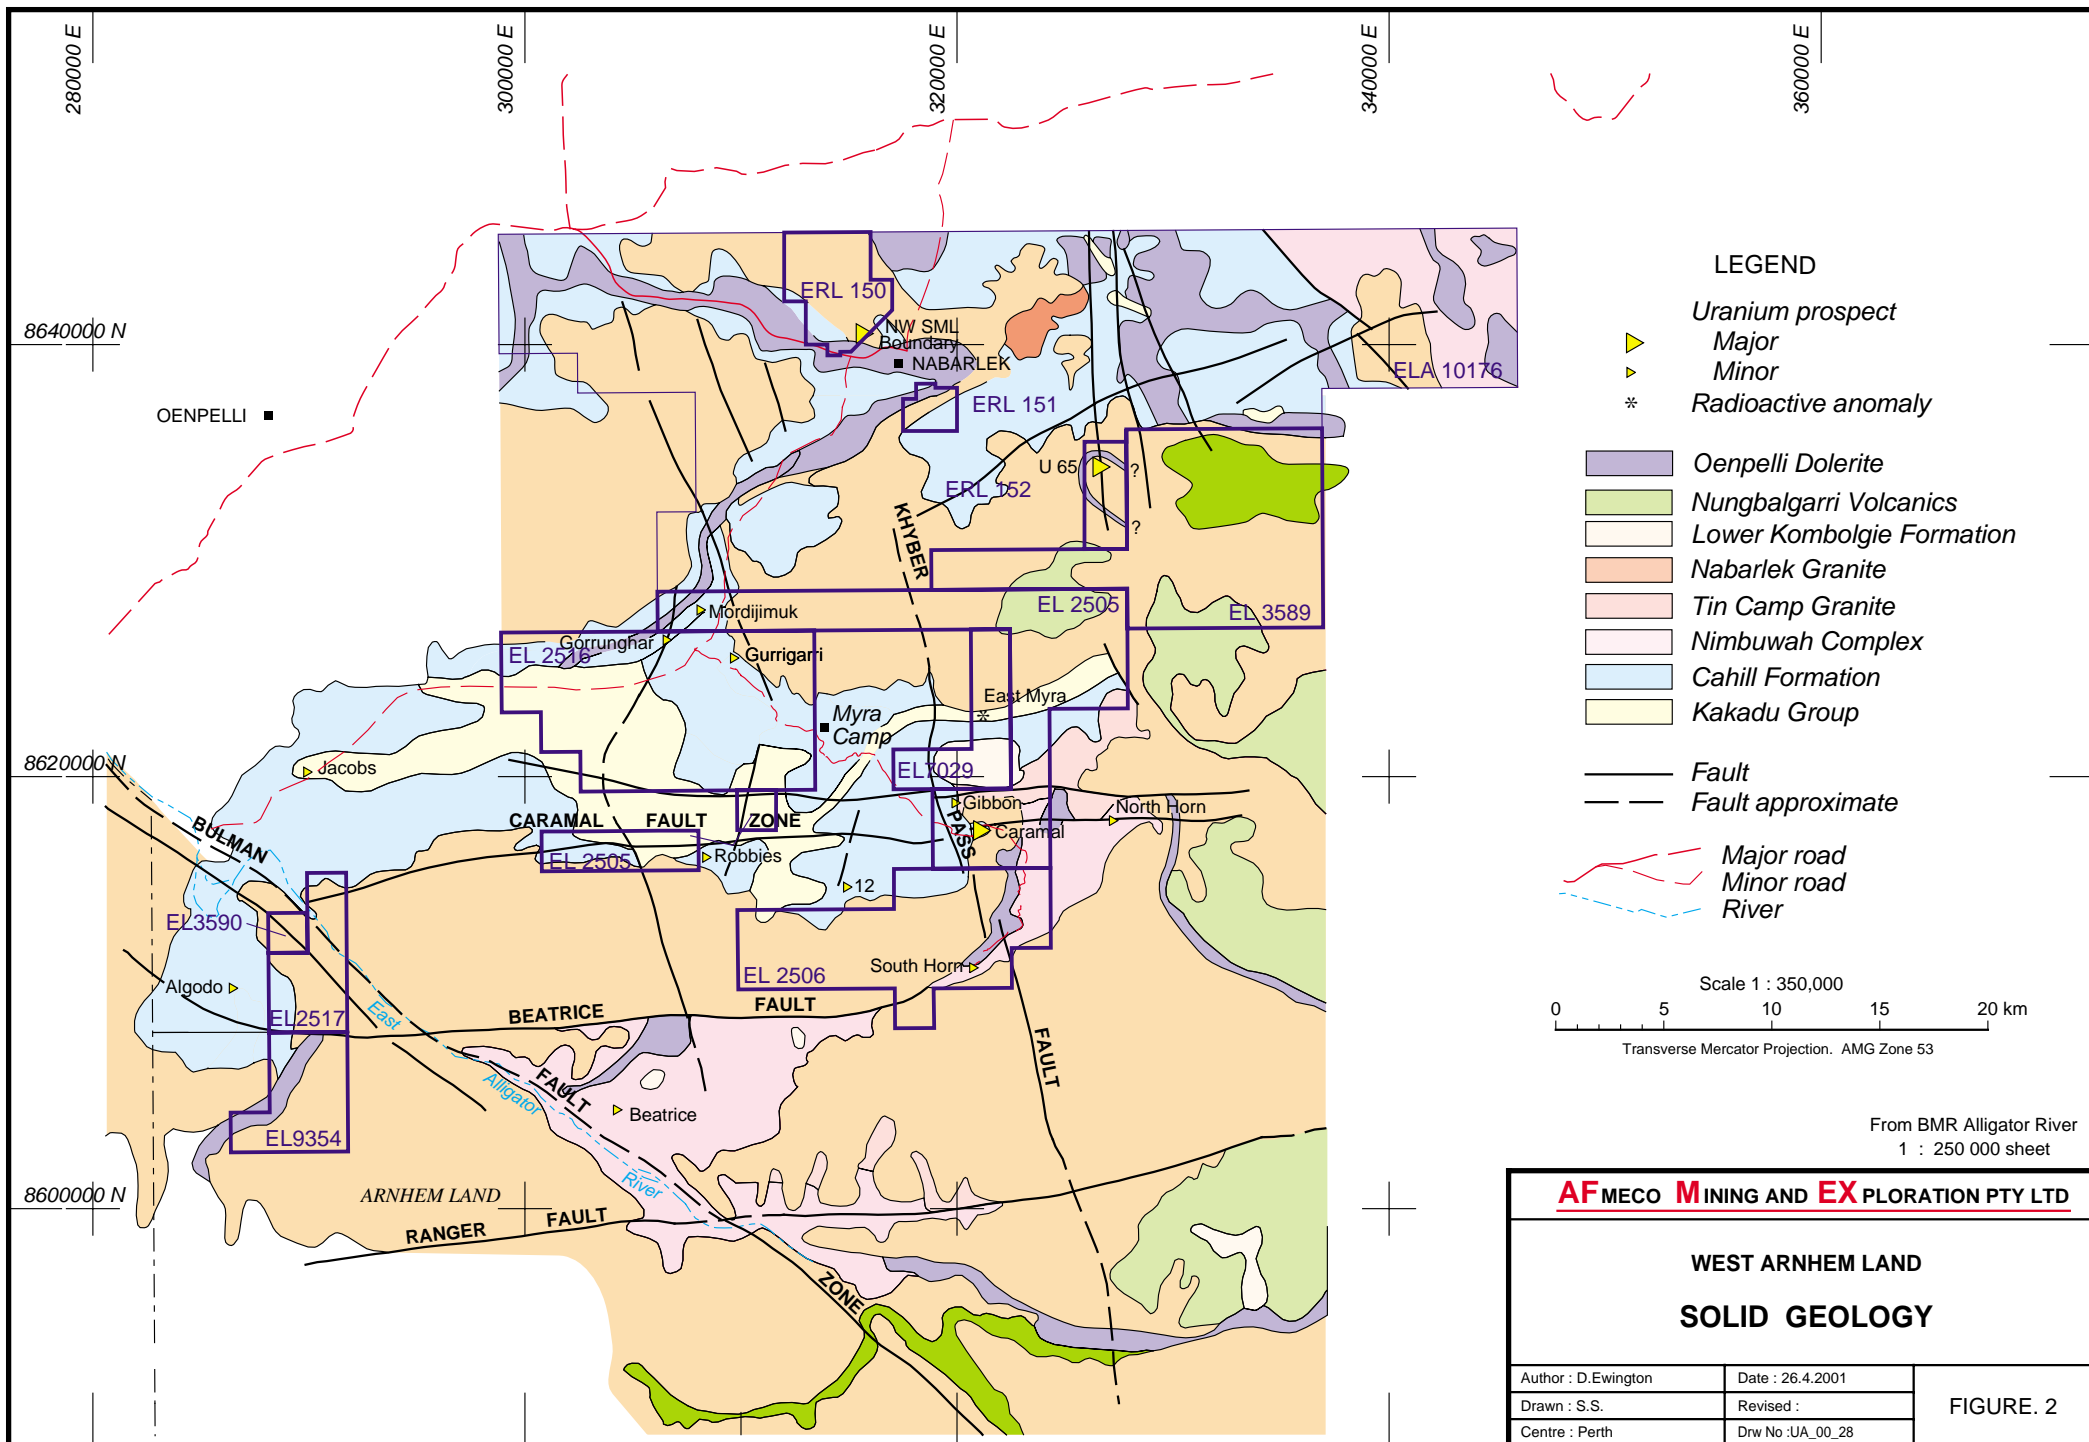 280000 E
300000 E
320000 E
340000 E
360000 E
8640000 N
8620000 N
8600000 N
ERL 150
NW SML
Boundary
NABARLEK
ELA 10176
OENPELLI
ERL 151
U 65
?
ERL 152
?
KHYBER
EL 2505
EL 3589
Mordijimuk
Gorrunghar
EL 2516
Gurrigarri
East Myra
*
Myra
Camp
Jacobs
EL7029
Gibbon
North Horn
CARAMAL FAULT ZONE
PASS
Caramal
BULMAN
EL 2505
Robbies
12
EL3590
South Horn
EL 2506
Algodo
EL2517
East
BEATRICE FAULT
FAULT
FAULT
Alligator
Beatrice
EL9354
River
ARNHEM LAND
RANGER FAULT
ZONE
LEGEND
Uranium prospect
Major
Minor
* Radioactive anomaly
Oenpelli Dolerite
Nungbalgarri Volcanics
Lower Kombolgie Formation
Nabarlek Granite
Tin Camp Granite
Nimbuwah Complex
Cahill Formation
Kakadu Group
Fault
Fault approximate
Major road
Minor road
River
Scale 1 : 350,000
0 5 10 15 20 km
Transverse Mercator Projection. AMG Zone 53
From BMR Alligator River
1 : 250 000 sheet
AFMECO MINING AND EXPLORATION PTY LTD
WEST ARNHEM LAND
SOLID GEOLOGY
Author : D.Ewington
Date : 26.4.2001
Drawn : S.S.
Revised :
Centre : Perth
Drw No :UA_00_28
FIGURE. 2